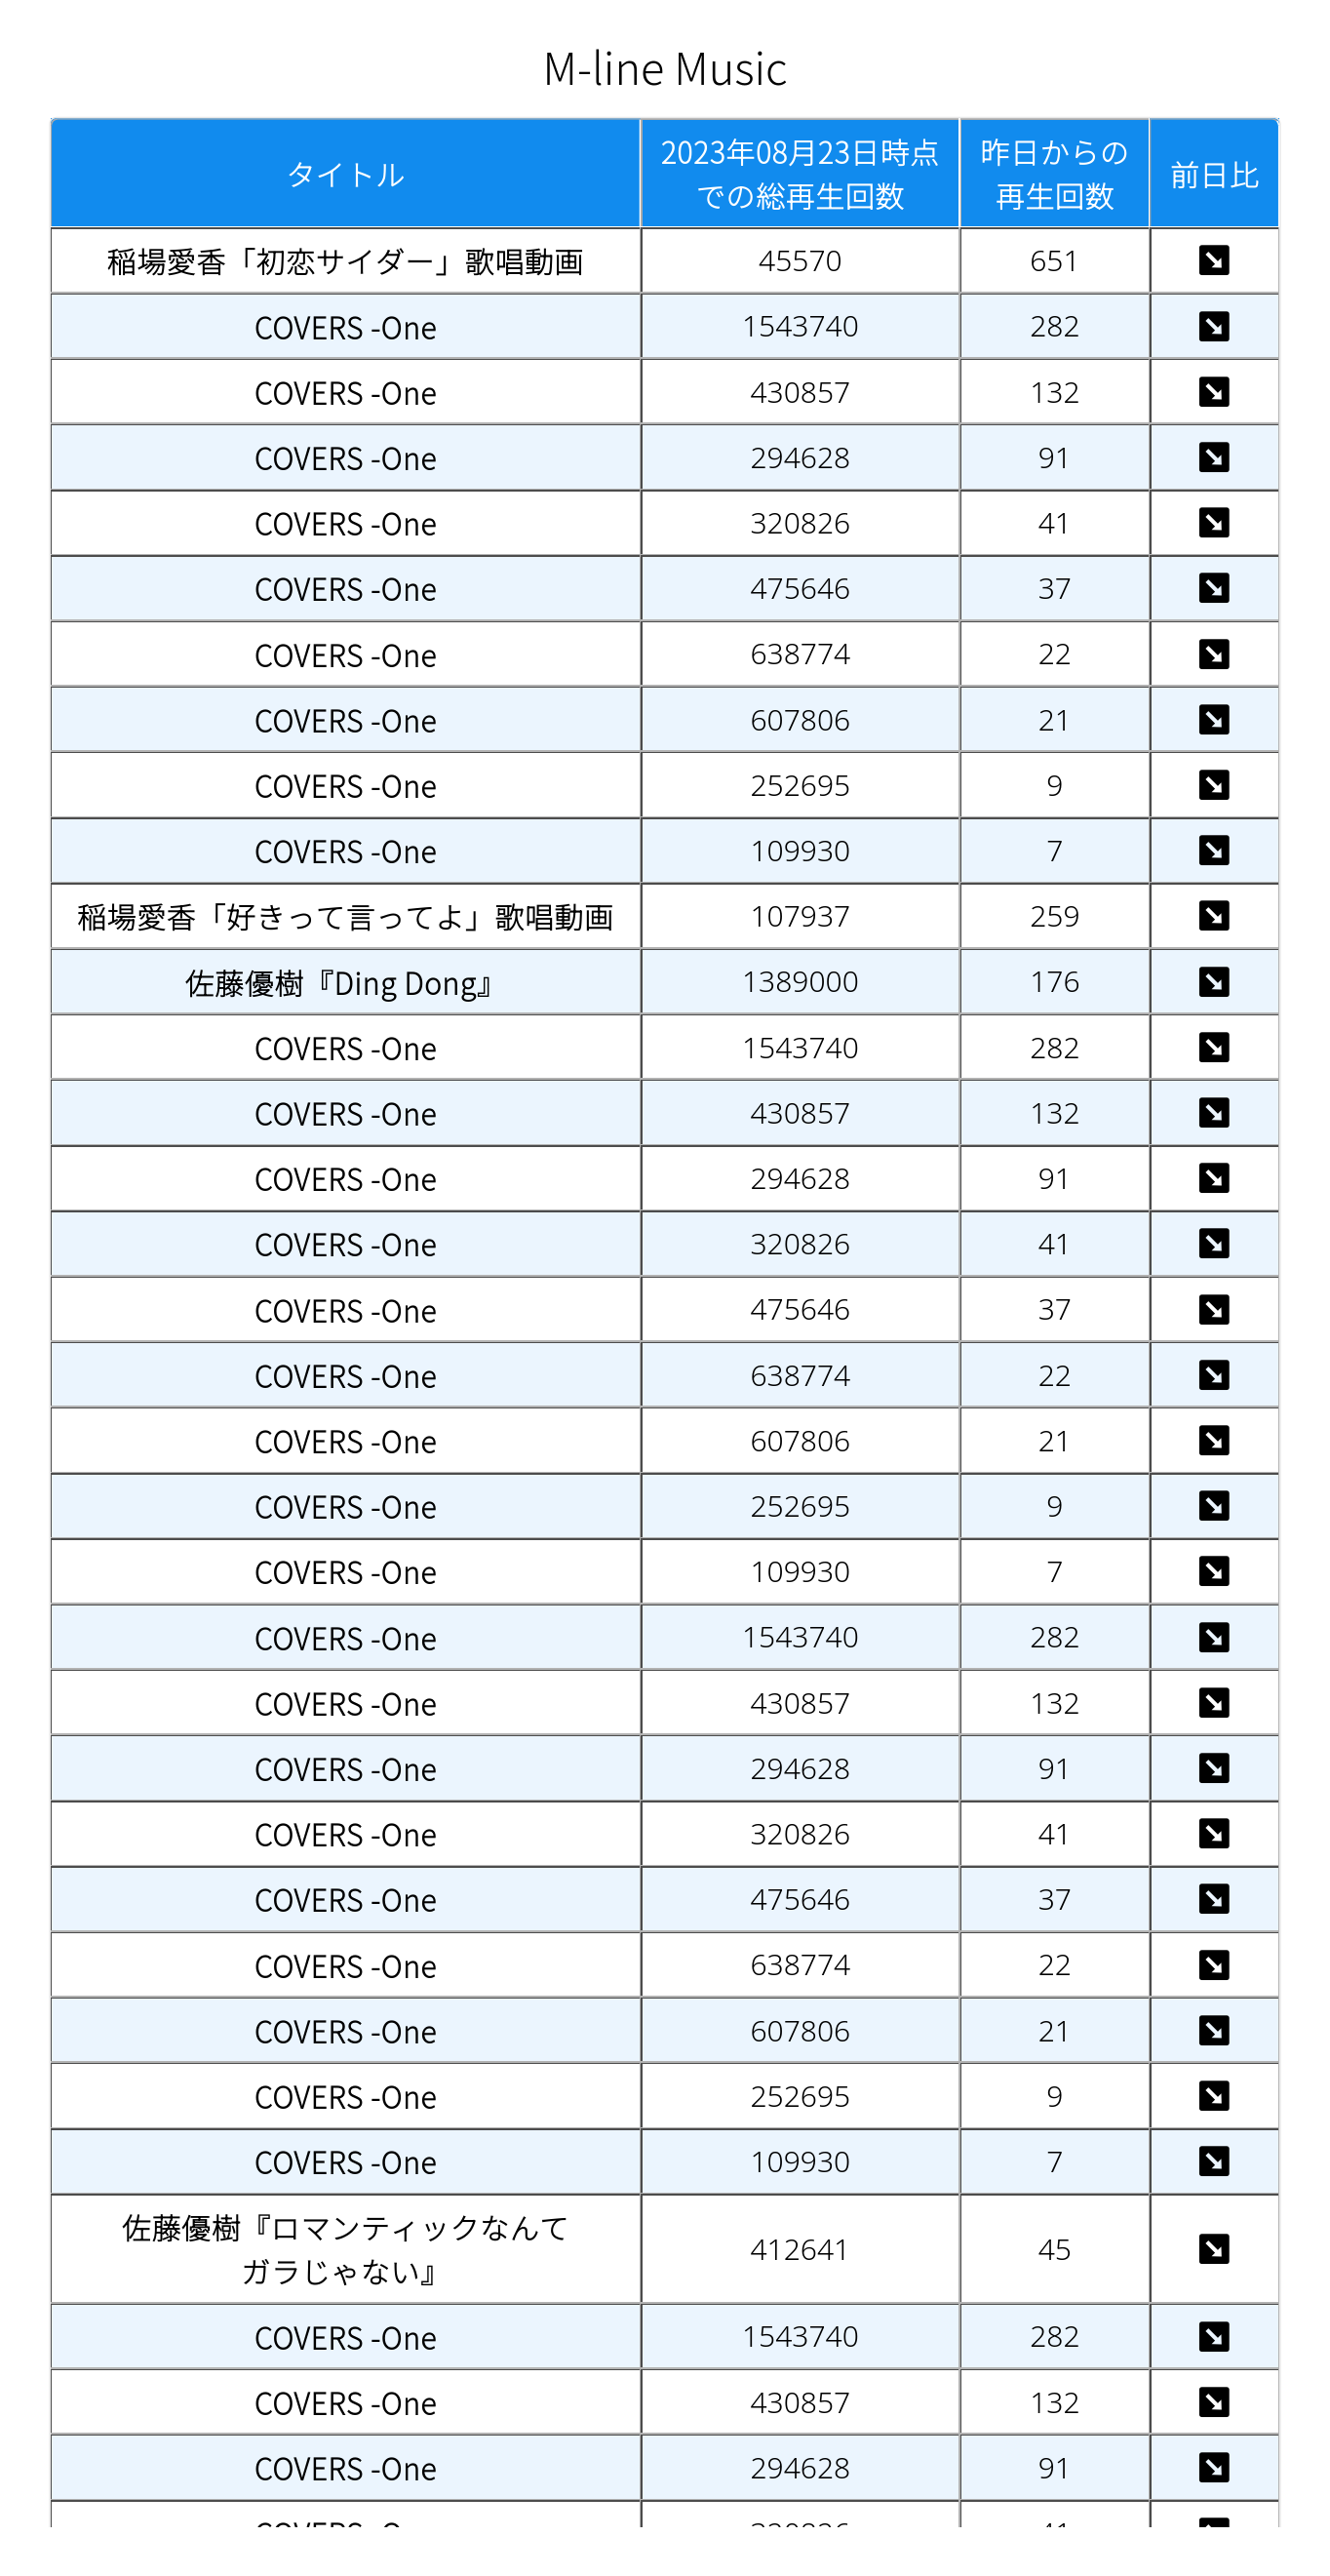 M-line Music
タイトル 2023年08月23日時点での総再生回数 昨日からの再生回数 前日比
稲場愛香「初恋サイダー」歌唱動画 45570 651
COVERS -One 1543740 282
COVERS -One 430857 132
COVERS -One 294628 91
COVERS -One 320826 41
COVERS -One 475646 37
COVERS -One 638774 22
COVERS -One 607806 21
COVERS -One 252695 9
COVERS -One 109930 7
稲場愛香「好きって言ってよ」歌唱動画 107937 259
佐藤優樹『Ding Dong』 1389000 176
COVERS -One 1543740 282
COVERS -One 430857 132
COVERS -One 294628 91
COVERS -One 320826 41
COVERS -One 475646 37
COVERS -One 638774 22
COVERS -One 607806 21
COVERS -One 252695 9
COVERS -One 109930 7
COVERS -One 1543740 282
COVERS -One 430857 132
COVERS -One 294628 91
COVERS -One 320826 41
COVERS -One 475646 37
COVERS -One 638774 22
COVERS -One 607806 21
COVERS -One 252695 9
COVERS -One 109930 7
佐藤優樹『ロマンティックなんて
ガラじゃない』 412641 45
COVERS -One 1543740 282
COVERS -One 430857 132
COVERS -One 294628 91